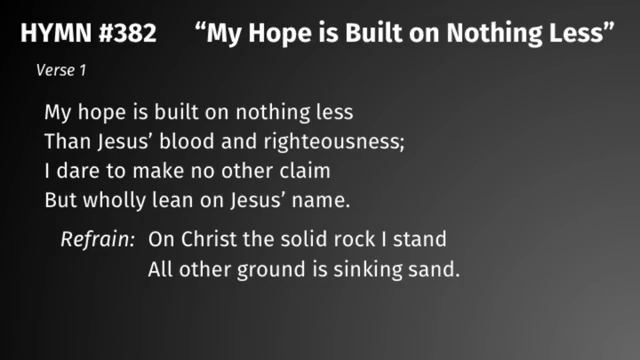 HYMN #382 “My Hope is Built on Nothing Less”
Verse 1
My hope is built on nothing less
Than Jesus’ blood and righteousness;
I dare to make no other claim
But wholly lean on Jesus’ name.
Refrain: On Christ the solid rock I stand
All other ground is sinking sand.